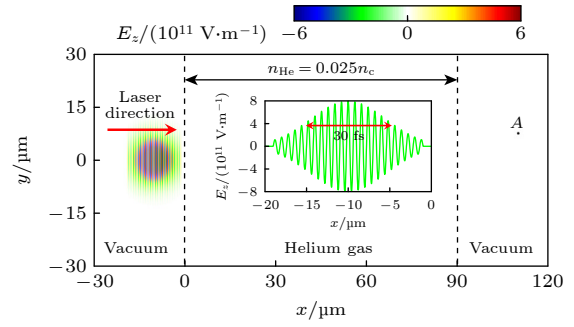 E_z/(10^11 V·m^−1)
−6 0 6
n_He = 0.025n_c
Laser
direction
A
30 fs
E_z/(10^11 V·m^−1)
8
4
0
−4
−8
−20 −15 −10 −5 0
x/µm
Vacuum Helium gas Vacuum
y/µm
30
15
0
−15
−30
−30 0 30 60 90 120
x/µm